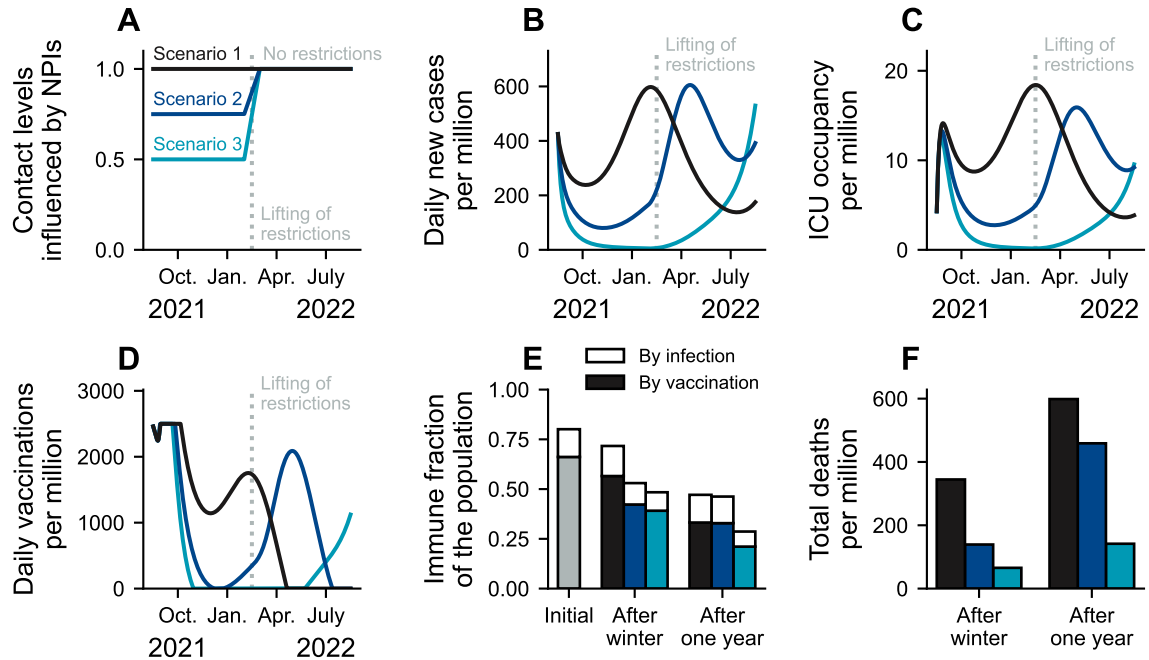 A
Contact levels
influenced by NPIs
1.0
0.5
0.0
Scenario 1
Scenario 2
Scenario 3
No restrictions
Lifting of
restrictions
Oct. Jan. Apr. July
2021 2022
B
Daily new cases
per million
600
400
200
0
Lifting of
restrictions
Oct. Jan. Apr. July
2021 2022
C
ICU occupancy
per million
20
10
0
Lifting of
restrictions
Oct. Jan. Apr. July
2021 2022
D
Daily vaccinations
per million
3000
2000
1000
0
Lifting of
restrictions
Oct. Jan. Apr. July
2021 2022
E
By infection
By vaccination
Immune fraction
of the population
1.00
0.75
0.50
0.25
0.00
Initial
After
winter
After
one year
F
Total deaths
per million
600
400
200
0
After
winter
After
one year